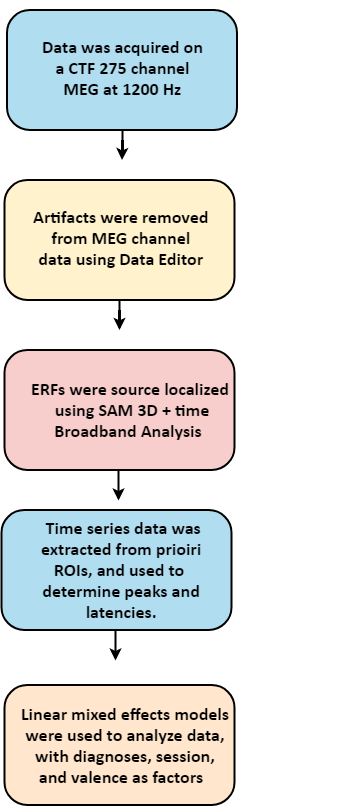 Data was acquired on
a CTF 275 channel
MEG at 1200 Hz
Artifacts were removed
from MEG channel
data using Data Editor
ERFs were source localized
using SAM 3D + time
Broadband Analysis
Time series data was
extracted from prioiri
ROIs, and used to
determine peaks and
latencies.
Linear mixed effects models
were used to analyze data,
with diagnoses, session,
and valence as factors